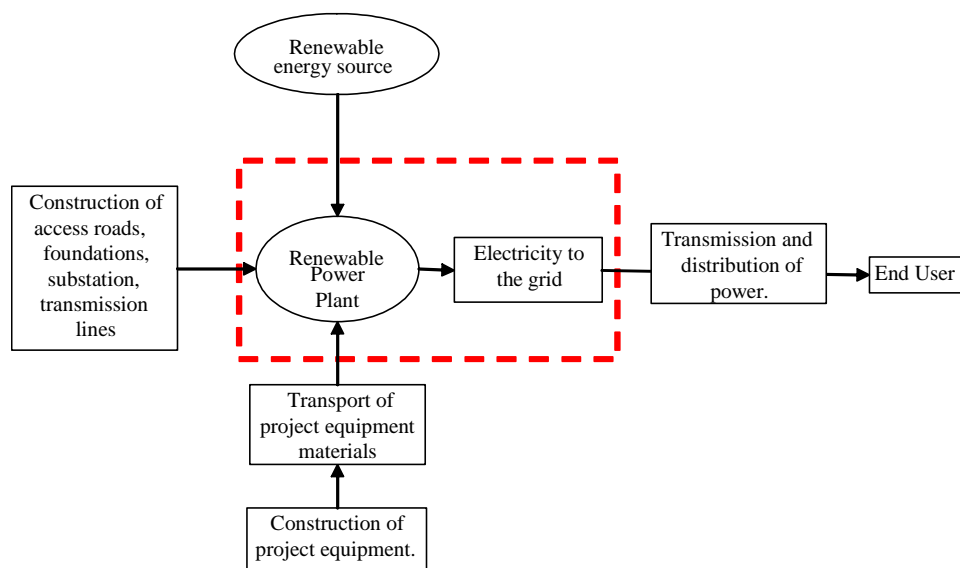 Renewable
energy source
Construction of
access roads,
foundations,
substation,
transmission
lines
Renewable
Power
Plant
Electricity to
the grid
Transmission and
distribution of
power.
End User
Transport of
project equipment
materials
Construction of
project equipment.